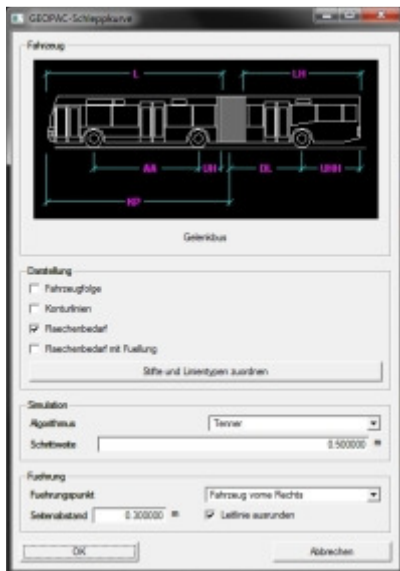 GEOPAC-Schleppkurve
Fahrzeug
L LH
AA UH DL UHH
KP
Gelenkbus
Darstellung
Fahrzeugfolge
Konturlinien
Flaechenbedarf
Flaechenbedarf mit Fuellung
Stifte und Linientypen zuordnen
Simulation
Algorithmus Tenner
Schrittweite 0.500000 m
Fuehrung
Fuehrungspunkt Fahrzeug vorne Rechts
Seitenabstand 0.300000 m Leitlinie ausrunden
OK Abbrechen